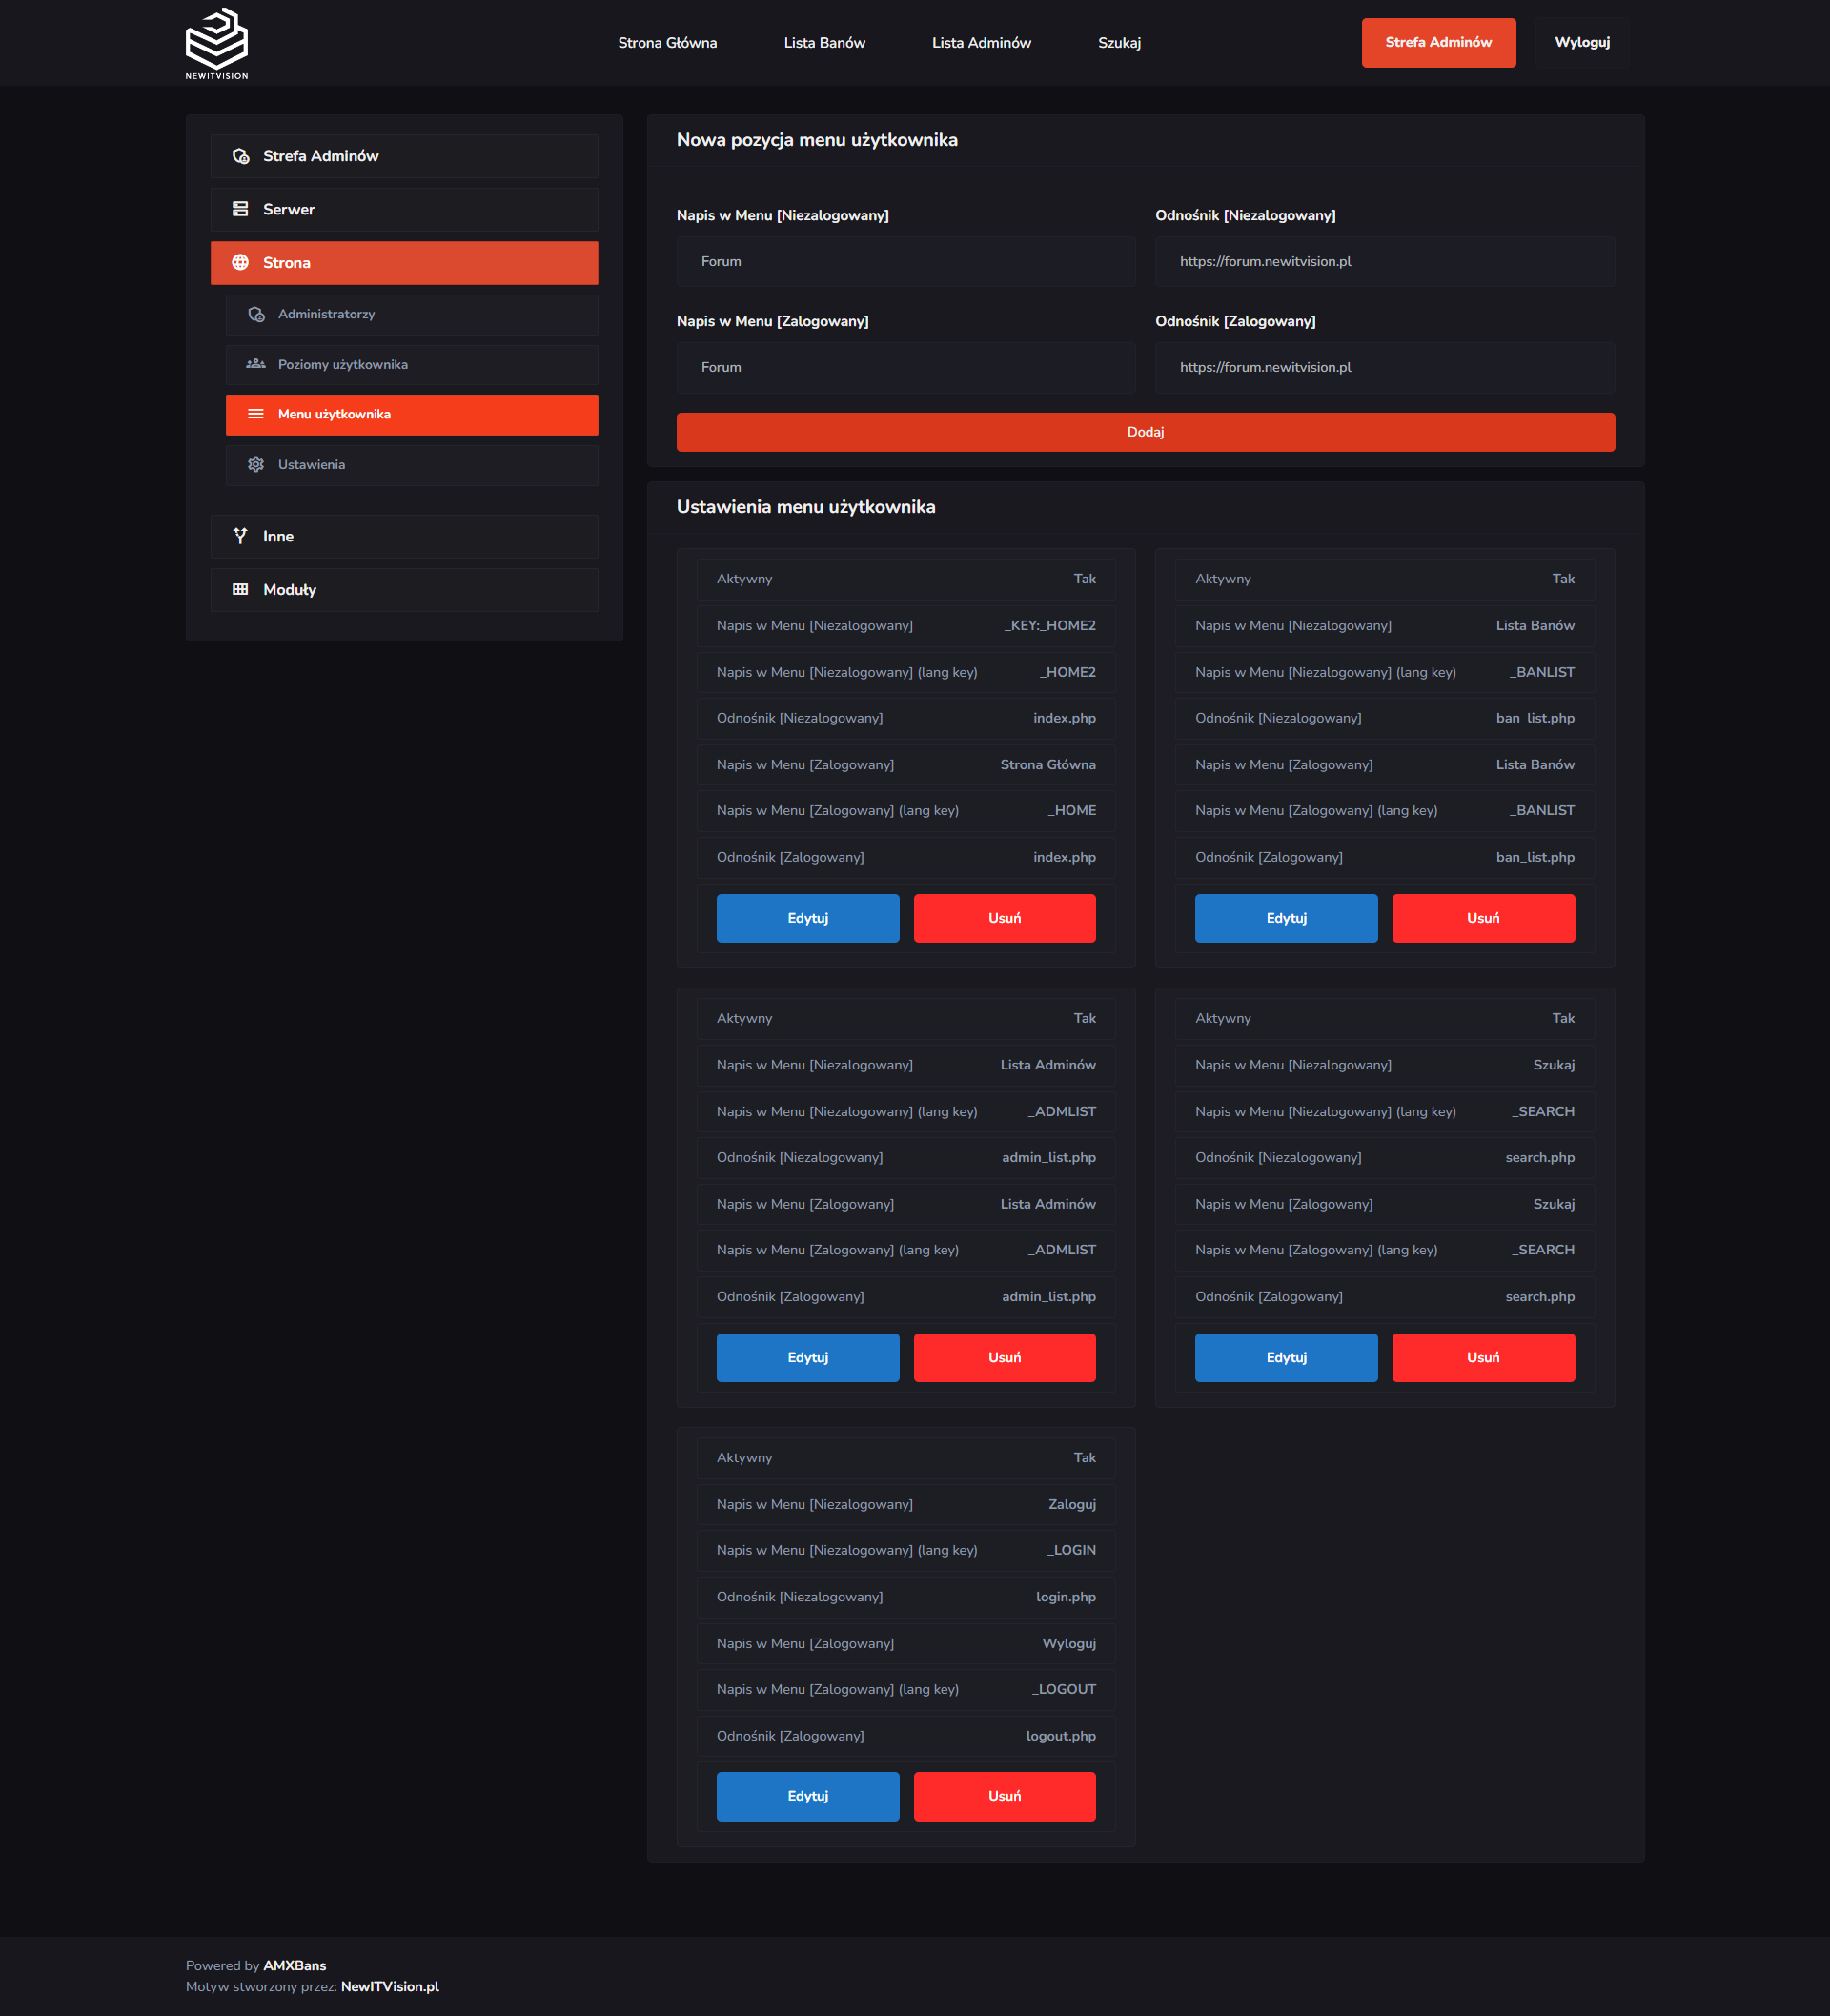 NEWITVISION
Strona Główna
Lista Banów
Lista Adminów
Szukaj
Strefa Adminów
Wyloguj
Strefa Adminów
Serwer
Strona
Administratorzy
Poziomy użytkownika
Menu użytkownika
Ustawienia
Inne
Moduły
Nowa pozycja menu użytkownika
Napis w Menu [Niezalogowany]
Odnośnik [Niezalogowany]
Forum
https://forum.newitvision.pl
Napis w Menu [Zalogowany]
Odnośnik [Zalogowany]
Forum
https://forum.newitvision.pl
Dodaj
Ustawienia menu użytkownika
Aktywny Tak
Napis w Menu [Niezalogowany] _KEY:_HOME2
Napis w Menu [Niezalogowany] (lang key) _HOME2
Odnośnik [Niezalogowany] index.php
Napis w Menu [Zalogowany] Strona Główna
Napis w Menu [Zalogowany] (lang key) _HOME
Odnośnik [Zalogowany] index.php
Edytuj Usuń
Aktywny Tak
Napis w Menu [Niezalogowany] Lista Banów
Napis w Menu [Niezalogowany] (lang key) _BANLIST
Odnośnik [Niezalogowany] ban_list.php
Napis w Menu [Zalogowany] Lista Banów
Napis w Menu [Zalogowany] (lang key) _BANLIST
Odnośnik [Zalogowany] ban_list.php
Edytuj Usuń
Aktywny Tak
Napis w Menu [Niezalogowany] Lista Adminów
Napis w Menu [Niezalogowany] (lang key) _ADMLIST
Odnośnik [Niezalogowany] admin_list.php
Napis w Menu [Zalogowany] Lista Adminów
Napis w Menu [Zalogowany] (lang key) _ADMLIST
Odnośnik [Zalogowany] admin_list.php
Edytuj Usuń
Aktywny Tak
Napis w Menu [Niezalogowany] Szukaj
Napis w Menu [Niezalogowany] (lang key) _SEARCH
Odnośnik [Niezalogowany] search.php
Napis w Menu [Zalogowany] Szukaj
Napis w Menu [Zalogowany] (lang key) _SEARCH
Odnośnik [Zalogowany] search.php
Edytuj Usuń
Aktywny Tak
Napis w Menu [Niezalogowany] Zaloguj
Napis w Menu [Niezalogowany] (lang key) _LOGIN
Odnośnik [Niezalogowany] login.php
Napis w Menu [Zalogowany] Wyloguj
Napis w Menu [Zalogowany] (lang key) _LOGOUT
Odnośnik [Zalogowany] logout.php
Edytuj Usuń
Powered by AMXBans
Motyw stworzony przez: NewITVision.pl